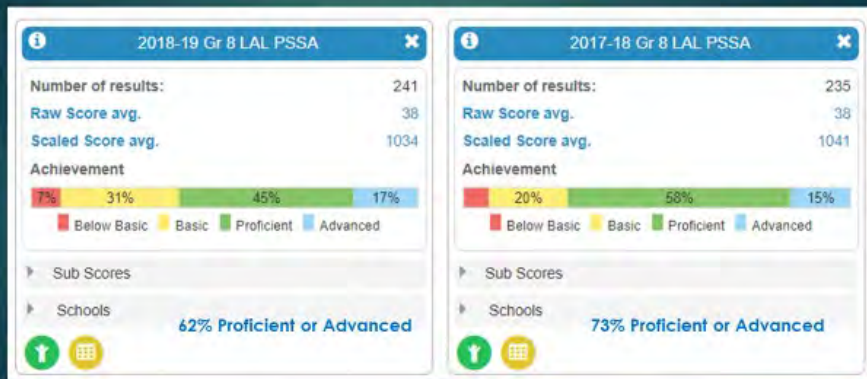 2018-19 Gr 8 LAL PSSA
Number of results: 241
Raw Score avg. 38
Scaled Score avg. 1034
Achievement
7% 31% 45% 17%
Below Basic Basic Proficient Advanced
Sub Scores
Schools
62% Proficient or Advanced
2017-18 Gr 8 LAL PSSA
Number of results: 235
Raw Score avg. 38
Scaled Score avg. 1041
Achievement
20% 58% 15%
Below Basic Basic Proficient Advanced
Sub Scores
Schools
73% Proficient or Advanced